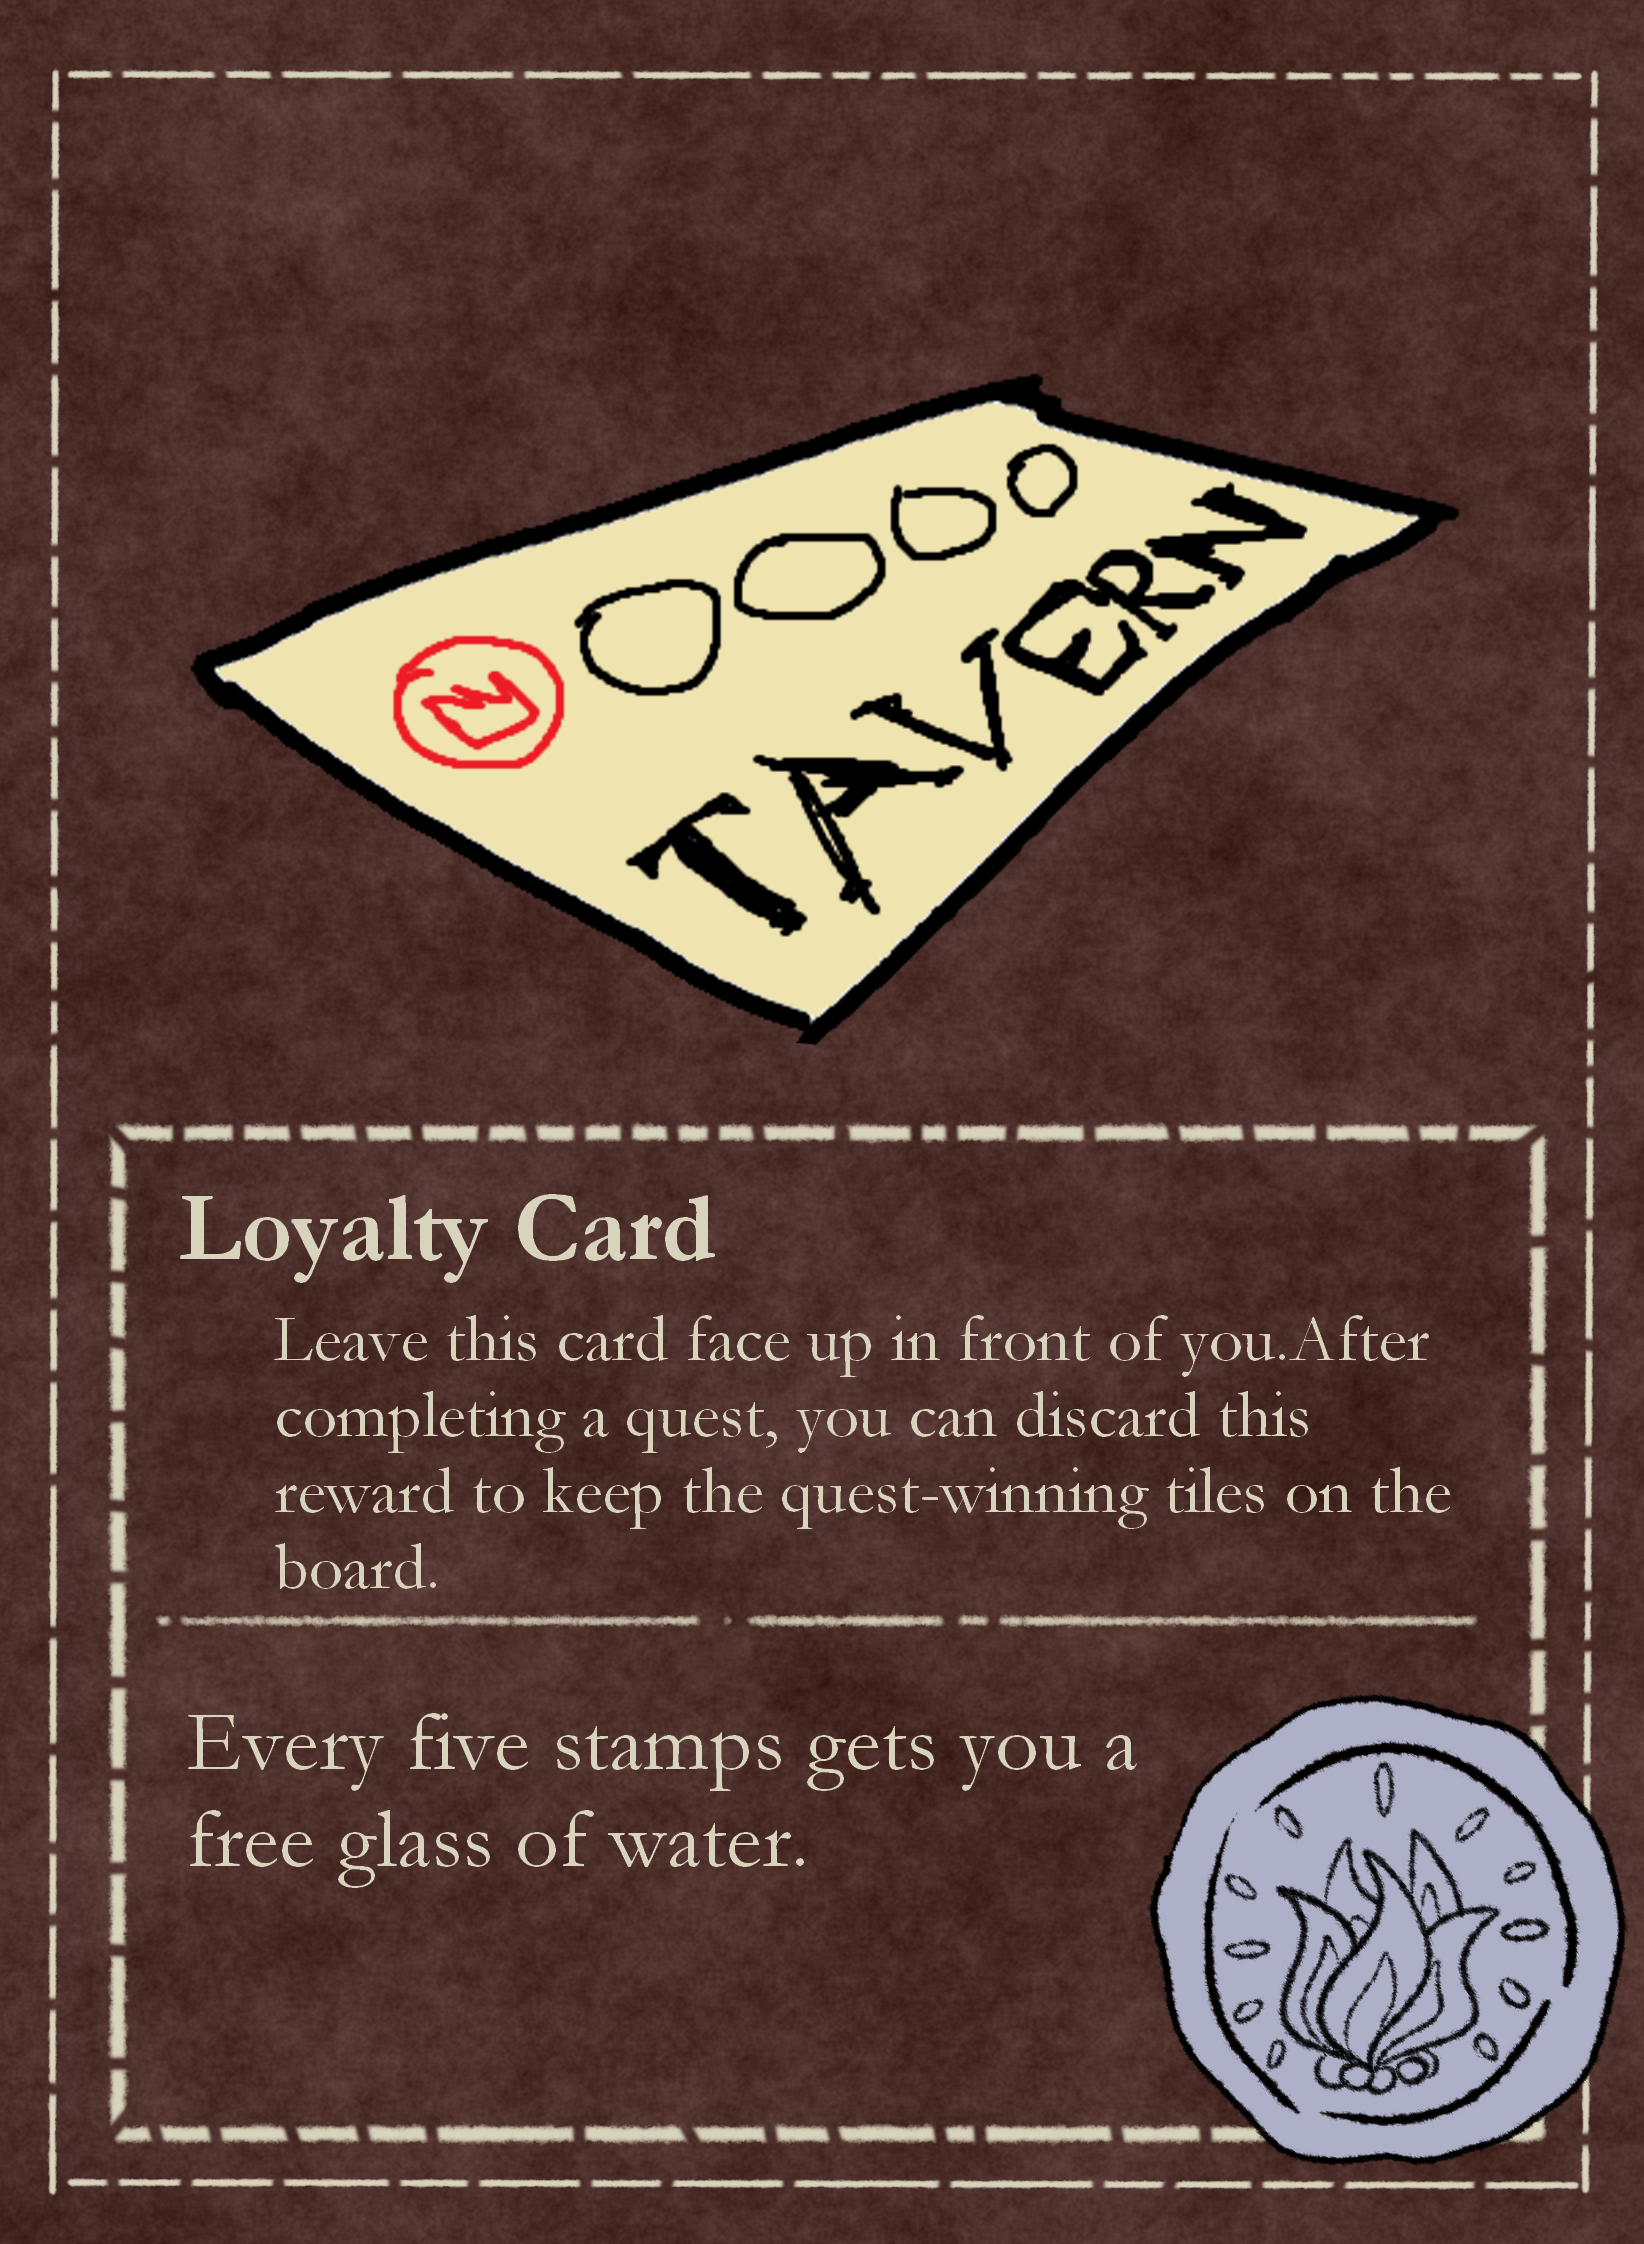 TAVERN
Loyalty Card
Leave this card face up in front of you.After
completing a quest, you can discard this
reward to keep the quest-winning tiles on the
board.
Every five stamps gets you a
free glass of water.